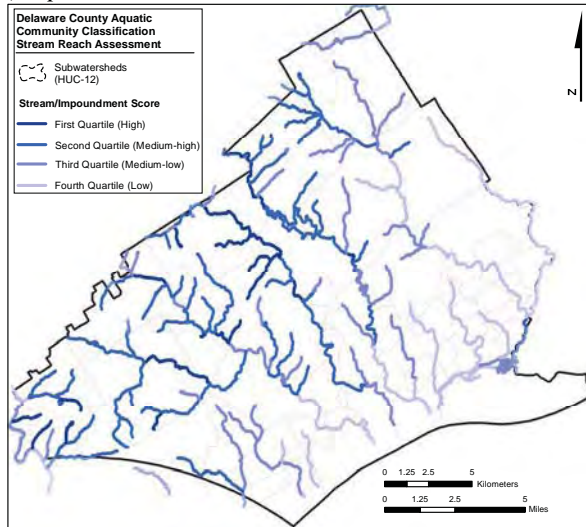 Delaware County Aquatic
Community Classification
Stream Reach Assessment
Subwatersheds
(HUC-12)
Stream/Impoundment Score
First Quartile (High)
Second Quartile (Medium-high)
Third Quartile (Medium-low)
Fourth Quartile (Low)
N
0 1.25 2.5 5
Kilometers
0 1.25 2.5 5
Miles